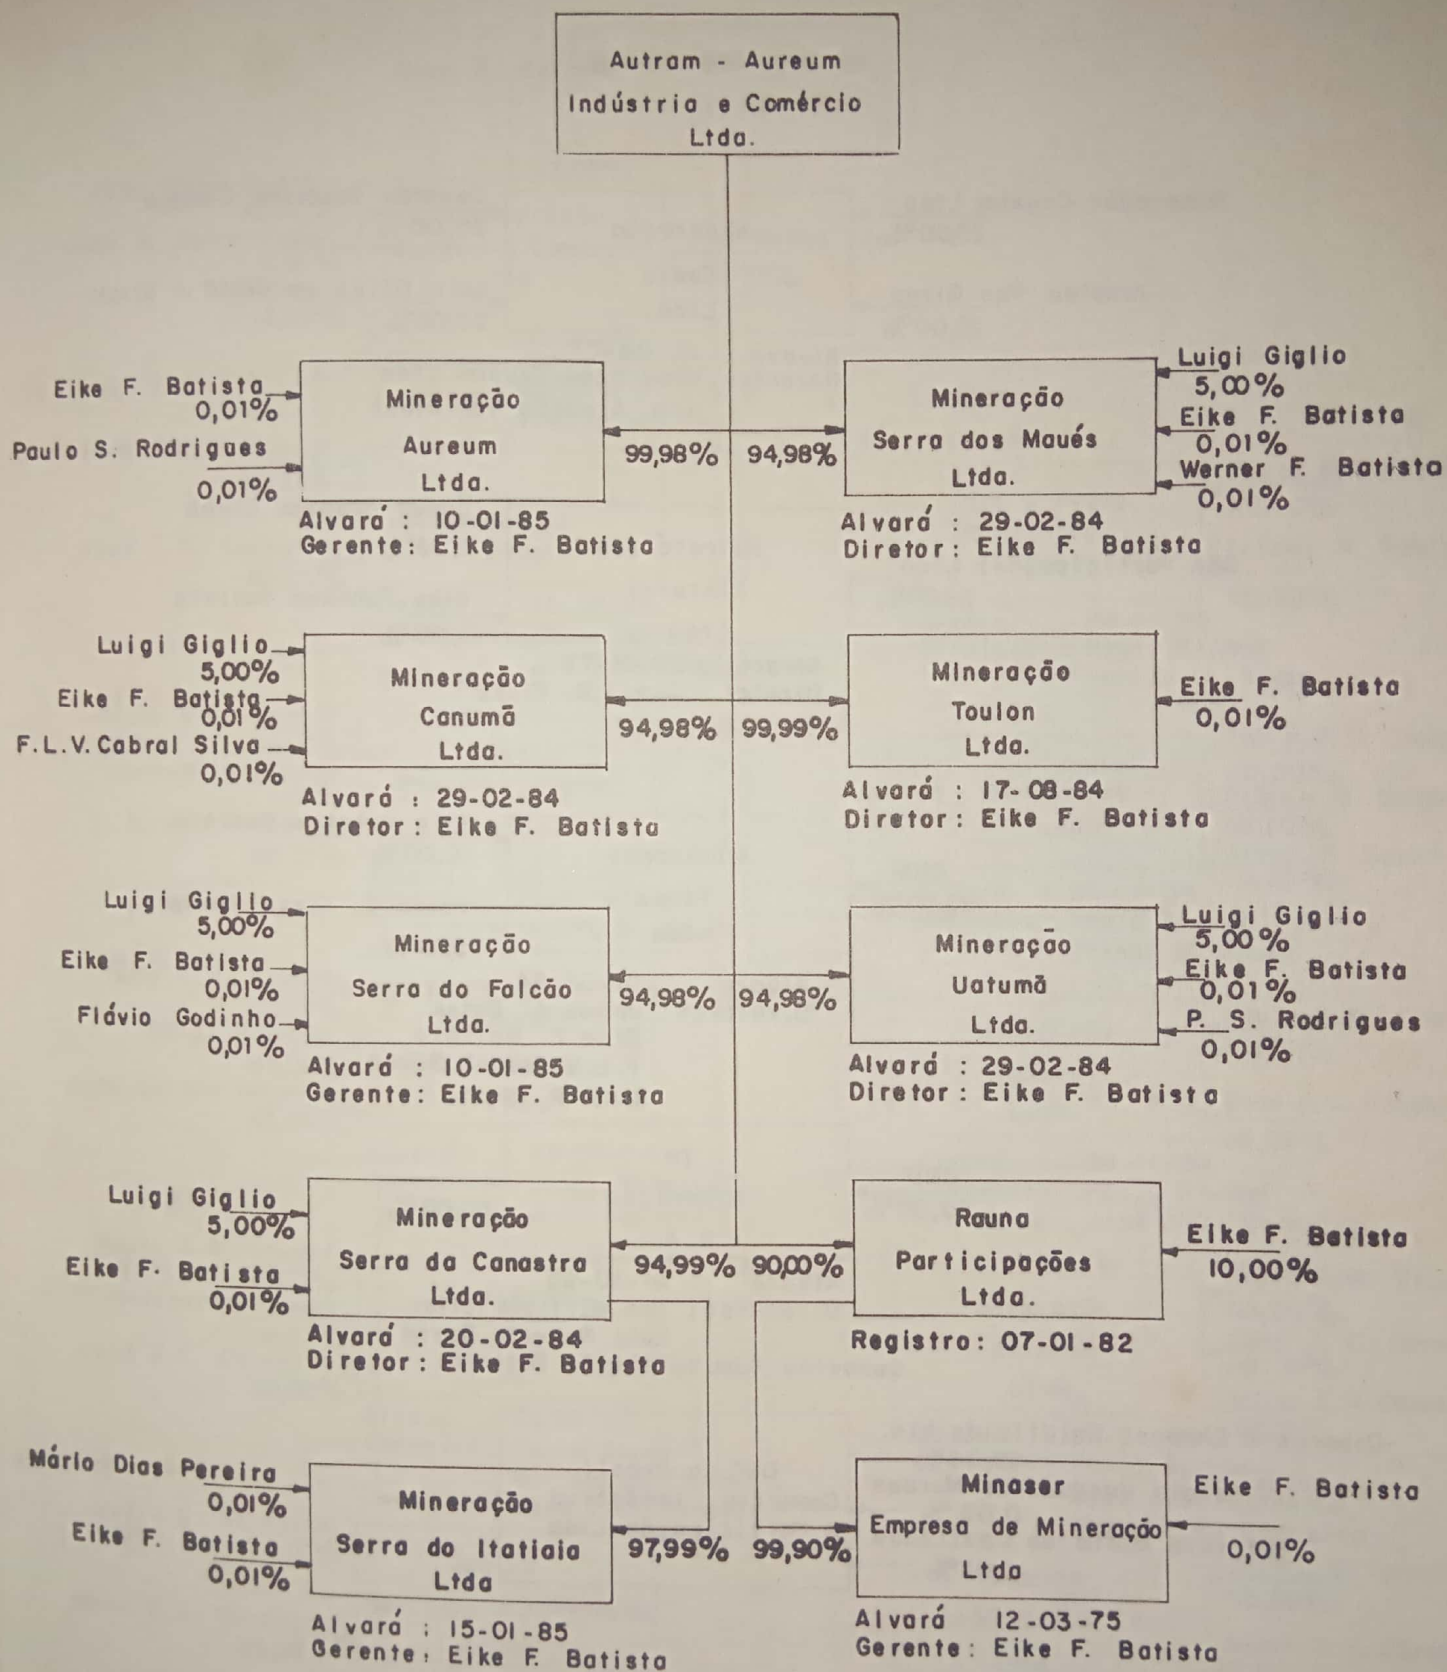 Autram - Aureum
Indústria e Comércio
Ltda.
Eike F. Batista
0,01%
Paulo S. Rodrigues
0,01%
Mineração
Aureum
Ltda.
99,98%
Alvará : 10-01-85
Gerente: Eike F. Batista
94,98%
Mineração
Serra dos Maués
Ltda.
Luigi Giglio
5,00%
Eike F. Batista
0,01%
Werner F. Batista
0,01%
Alvará : 29-02-84
Diretor : Eike F. Batista
Luigi Giglio
5,00%
Eike F. Batista
0,01%
F.L.V. Cabral Silva
0,01%
Mineração
Canumã
Ltda.
94,98%
Alvará : 29-02-84
Diretor : Eike F. Batista
99,99%
Mineração
Toulon
Ltda.
Eike F. Batista
0,01%
Alvará : 17-08-84
Diretor : Eike F. Batista
Luigi Giglio
5,00%
Eike F. Batista
0,01%
Flávio Godinho
0,01%
Mineração
Serra do Falcão
Ltda.
94,98%
Alvará : 10-01-85
Gerente: Eike F. Batista
94,98%
Mineração
Uatumã
Ltda.
Luigi Giglio
5,00%
Eike F. Batista
0,01%
P. S. Rodrigues
0,01%
Alvará : 29-02-84
Diretor : Eike F. Batista
Luigi Giglio
5,00%
Eike F. Batista
0,01%
Mineração
Serra da Canastra
Ltda.
94,99%
Alvará : 20-02-84
Diretor : Eike F. Batista
90,00%
Rauna
Participações
Ltda.
Eike F. Batista
10,00%
Registro: 07-01-82
Mário Dias Pereira
0,01%
Eike F. Batista
0,01%
Mineração
Serra do Itatiaia
Ltda
97,99%
Alvará : 15-01-85
Gerente: Eike F. Batista
99,90%
Minaser
Empresa de Mineração
Ltda
Eike F. Batista
0,01%
Alvará 12-03-75
Gerente: Eike F. Batista